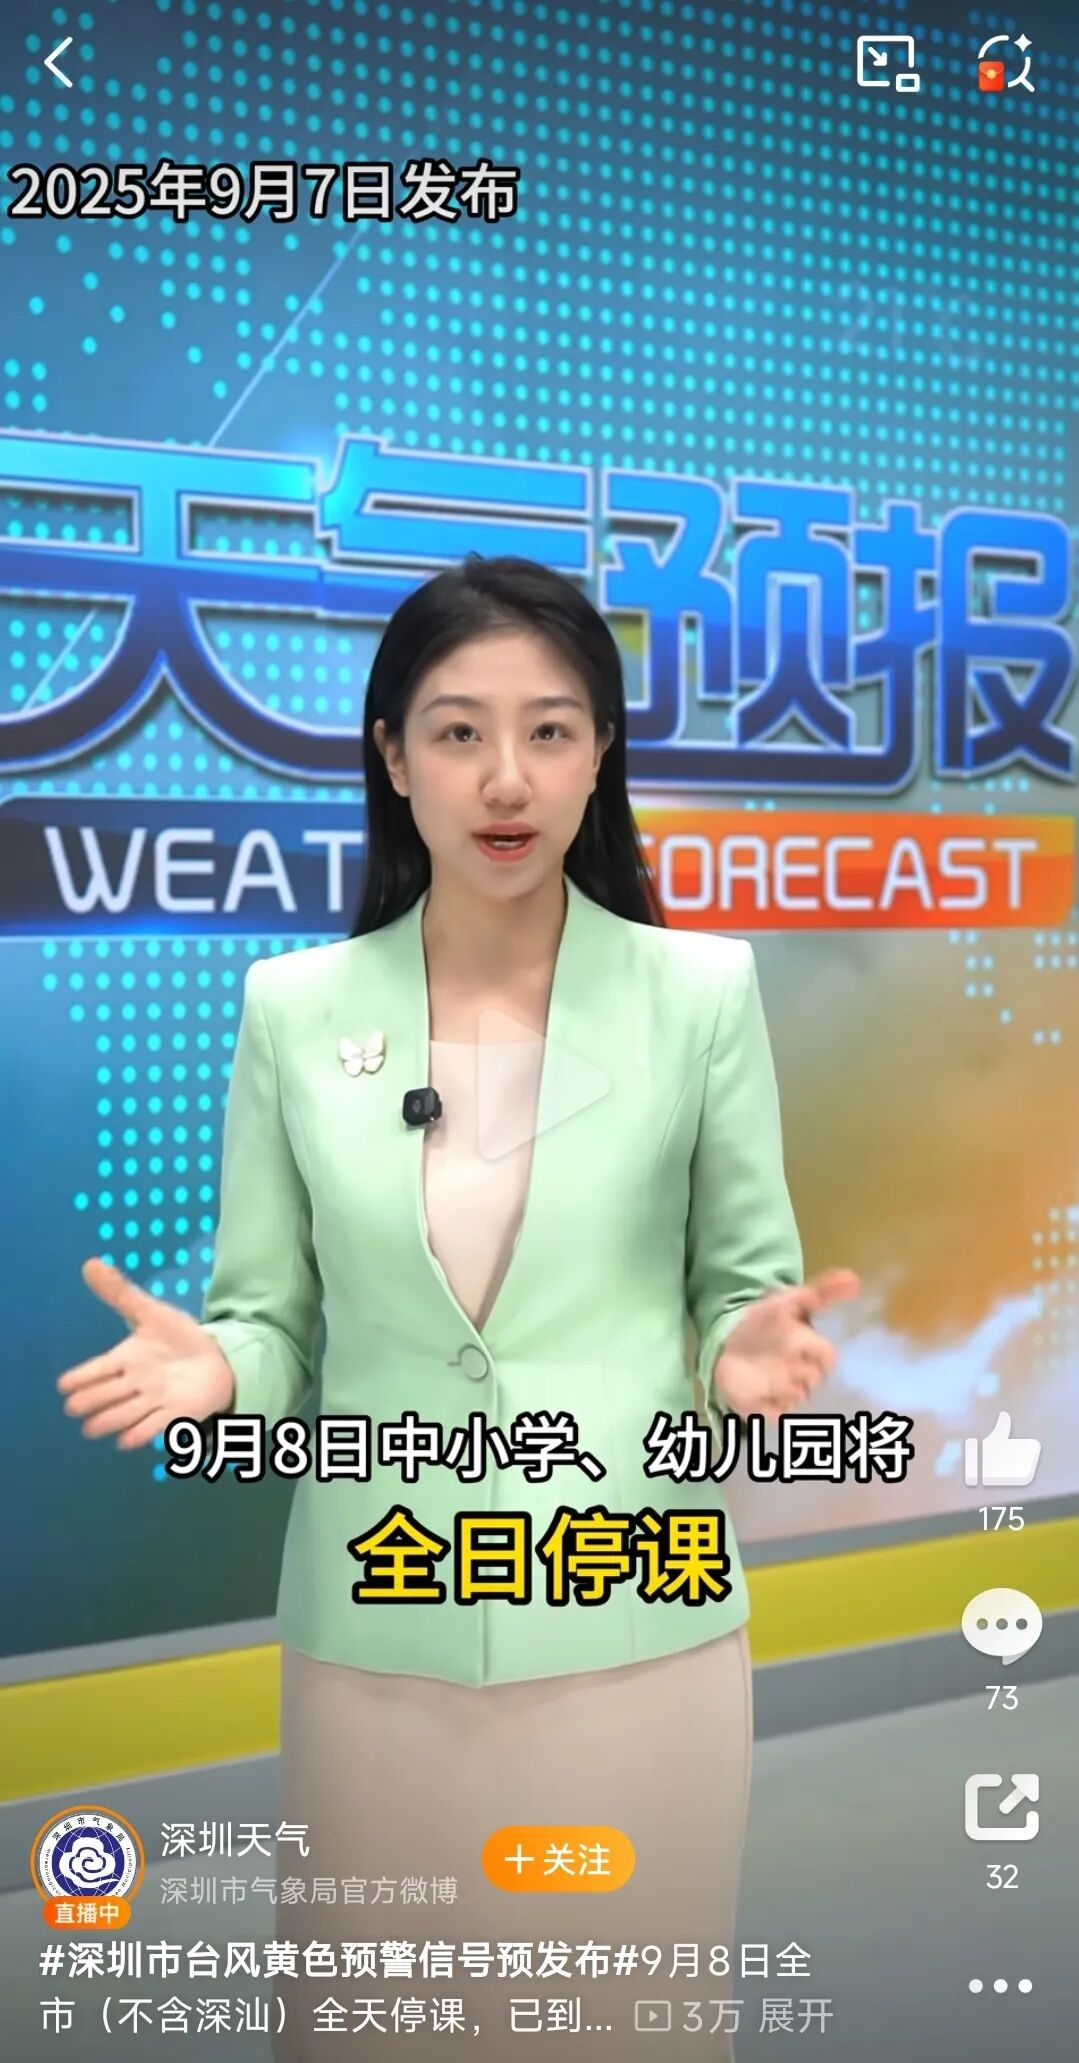 2025年9月7日发布
天气预报
WEAT
FORECAST
9月8日中小学、幼儿园将
全日停课
175
73
32
深圳天气
+关注
深圳市气象局官方微博
直播中
#深圳市台风黄色预警信号预发布#9月8日全
市（不含深汕）全天停课，已到... 3万 展开